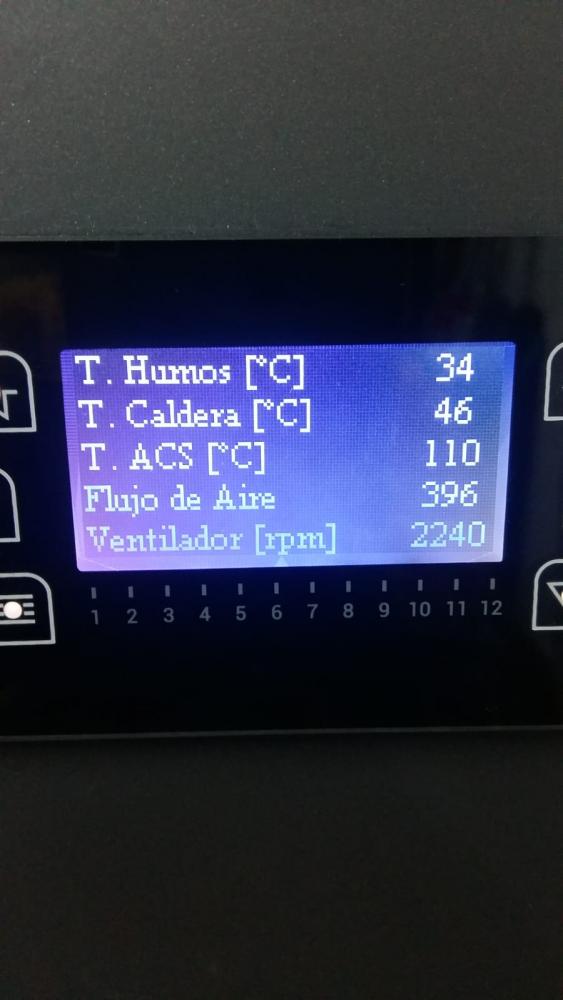 T. Humos [°C] 34
T. Caldera [°C] 46
T. ACS [°C] 110
Flujo de Aire 396
Ventilador [rpm] 2240
1 2 3 4 5 6 7 8 9 10 11 12